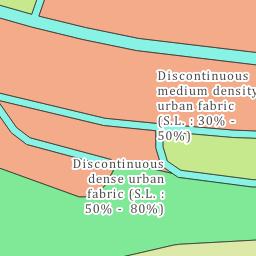 Discontinuous
medium density
urban fabric
(S.L. : 30% -
50%)
Discontinuous
dense urban
fabric (S.L. :
50% -  80%)